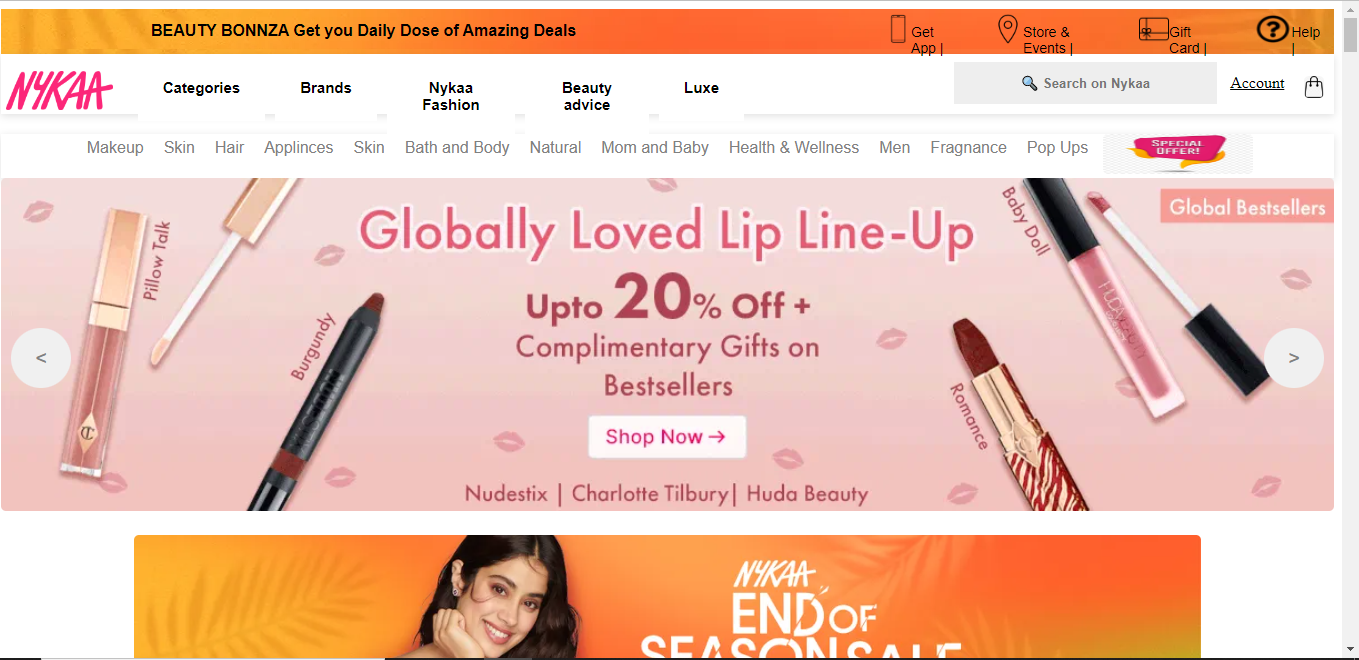 BEAUTY BONNZA Get you Daily Dose of Amazing Deals
Get
App |
Store &
Events |
Gift
Card |
?
Help
|
NYKAA
Categories
Brands
Nykaa
Fashion
Beauty
advice
Luxe
Search on Nykaa
Account
Makeup
Skin
Hair
Applinces
Skin
Bath and Body
Natural
Mom and Baby
Health & Wellness
Men
Fragnance
Pop Ups
SPECIAL
OFFER!
Global Bestsellers
Globally Loved Lip Line-Up
Upto 20% Off +
Complimentary Gifts on
Bestsellers
Shop Now →
Nudestix | Charlotte Tilbury| Huda Beauty
Pillow Talk
Burgundy
Baby Doll
Romance
<
>
NYKAA
END OF
SEASON SALE